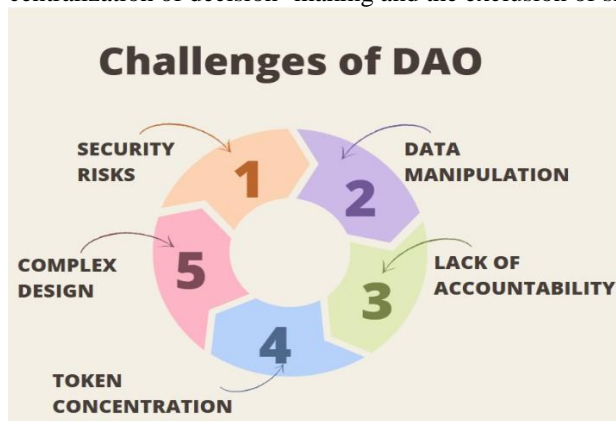 Challenges of DAO
SECURITY
RISKS
1
2
DATA
MANIPULATION
3
LACK OF
ACCOUNTABILITY
4
TOKEN
CONCENTRATION
5
COMPLEX
DESIGN